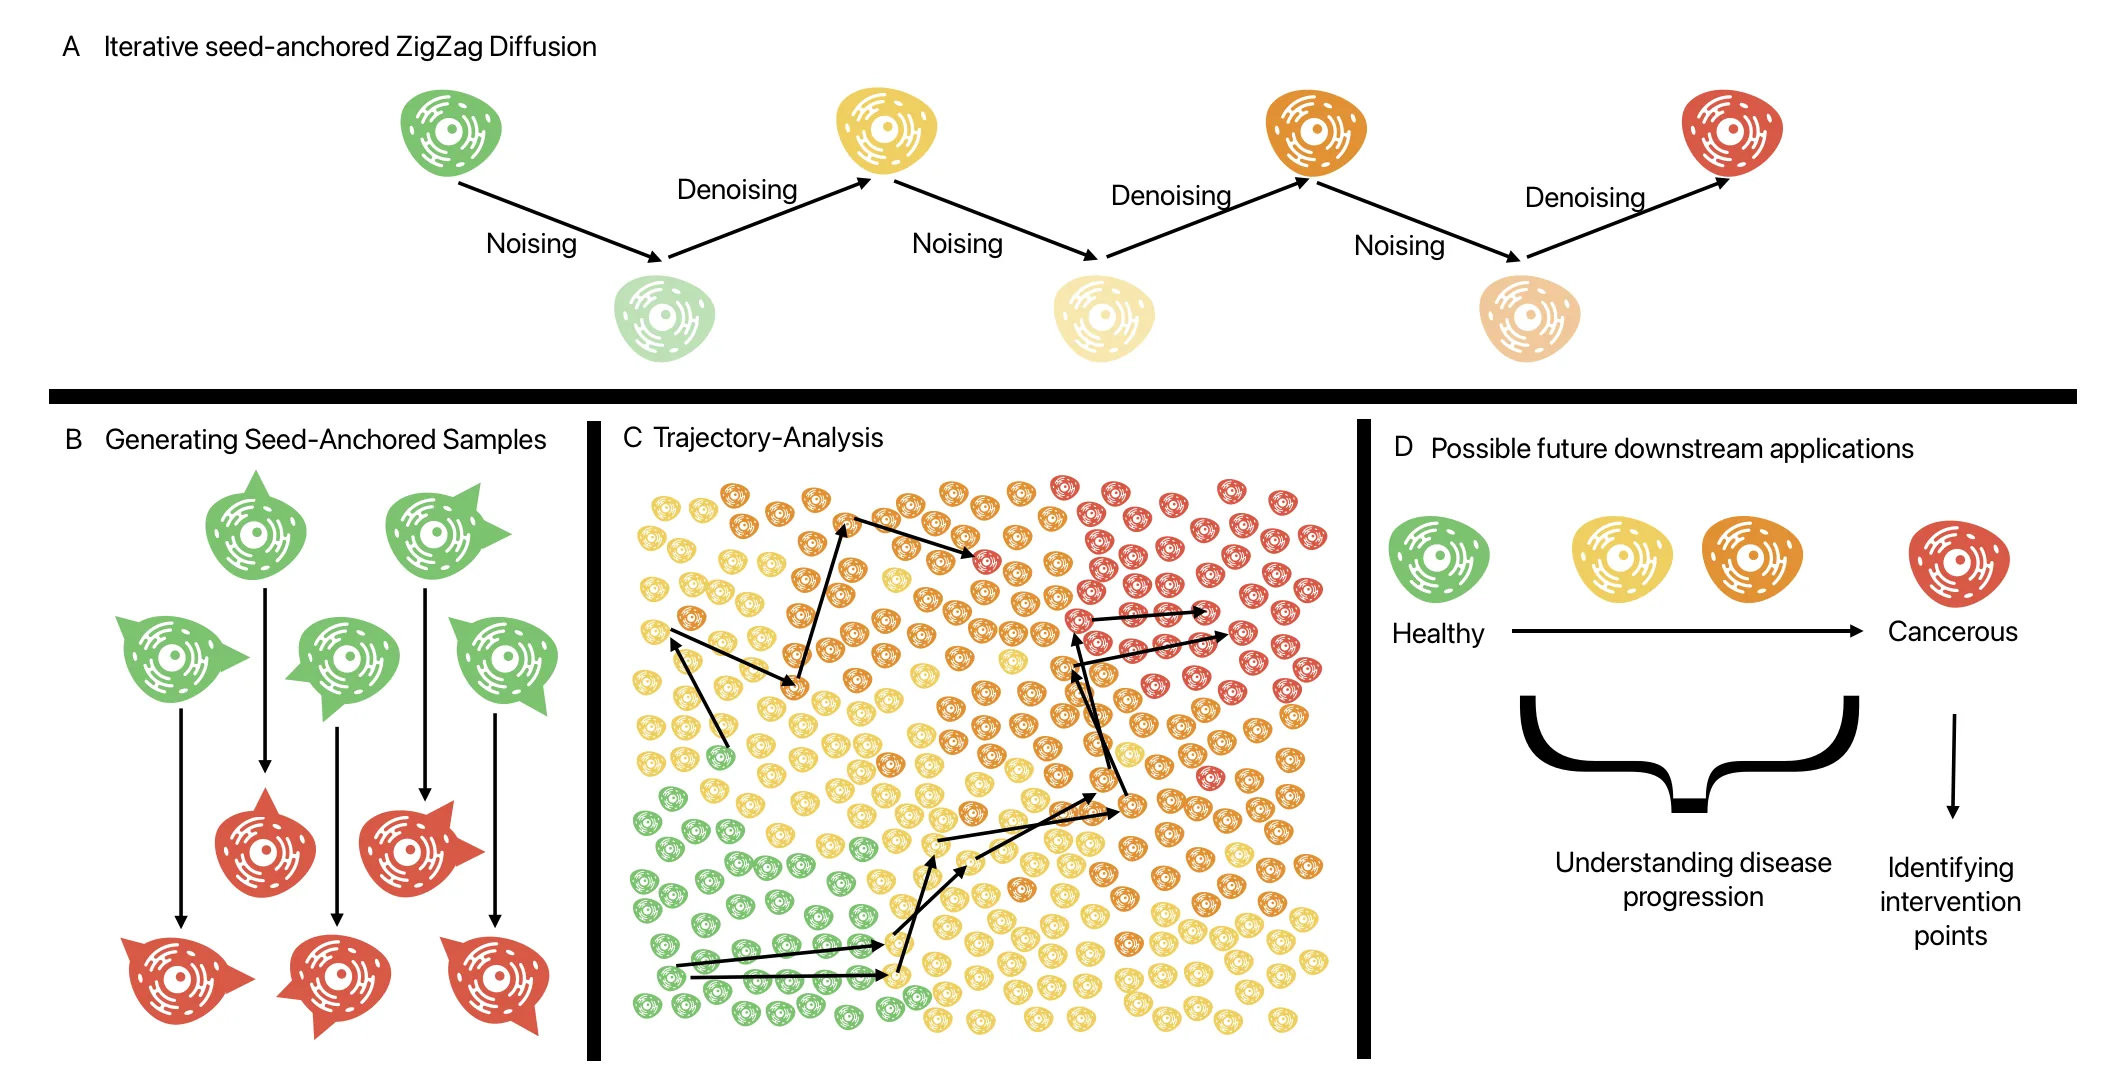 A Iterative seed-anchored ZigZag Diffusion
Denoising
Denoising
Denoising
Noising
Noising
Noising
B Generating Seed-Anchored Samples
C Trajectory-Analysis
D Possible future downstream applications
Healthy
Cancerous
Understanding disease
progression
Identifying
intervention
points